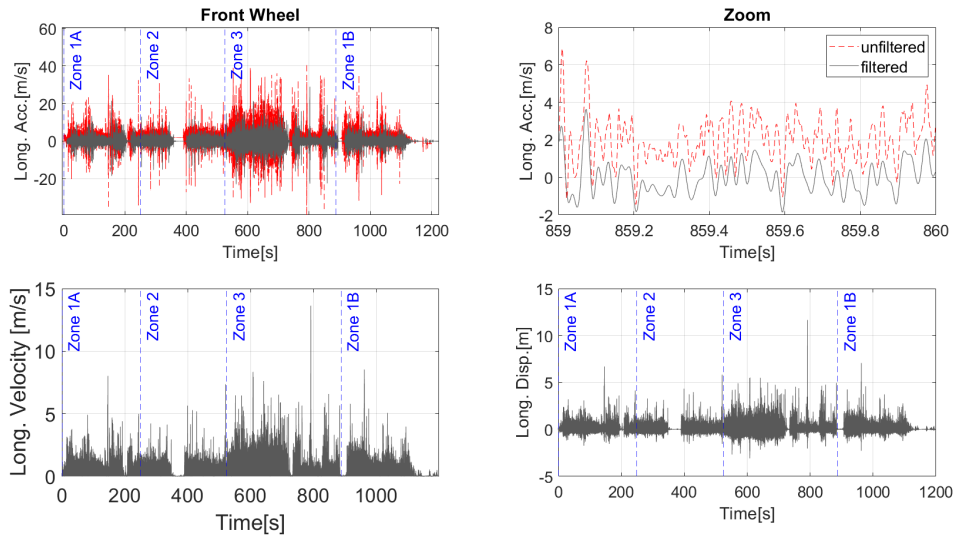 Front Wheel
60
40
20
0
-20
Long. Acc.[m/s]
Zone 1A
Zone 2
Zone 3
Zone 1B
0 200 400 600 800 1000 1200
Time[s]
Zoom
8
6
4
2
0
-2
Long. Acc.[m/s]
unfiltered
filtered
859 859.2 859.4 859.6 859.8 860
Time[s]
15
10
5
0
Long. Velocity [m/s]
Zone 1A
Zone 2
Zone 3
Zone 1B
0 200 400 600 800 1000
Time[s]
15
10
5
0
-5
Long. Disp.[m]
Zone 1A
Zone 2
Zone 3
Zone 1B
0 200 400 600 800 1000 1200
Time[s]